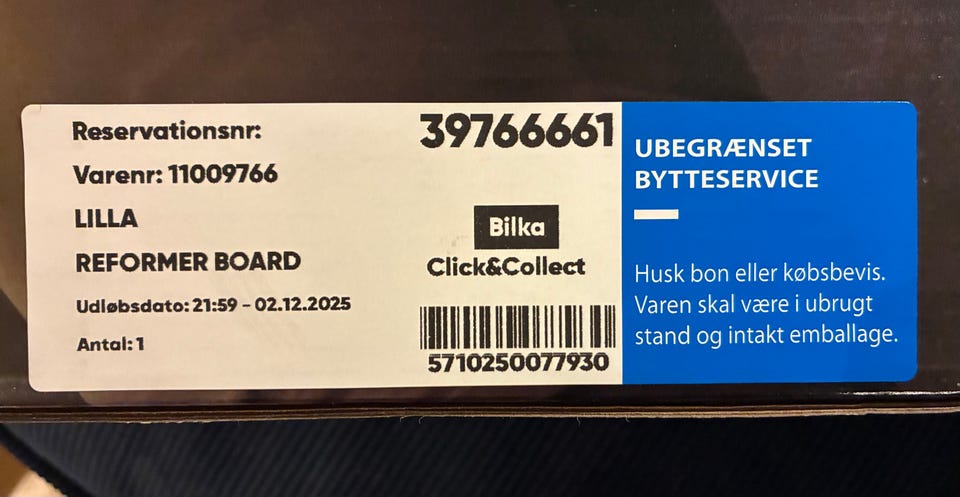 Reservationsnr: 39766661
Varenr: 11009766
LILLA
REFORMER BOARD
Udløbsdato: 21:59 - 02.12.2025
Antal: 1
Bilka
Click&Collect
5710250077930
UBEGRÆNSET
BYTTESERVICE
Husk bon eller købsbevis.
Varen skal være i ubrugt
stand og intakt emballage.